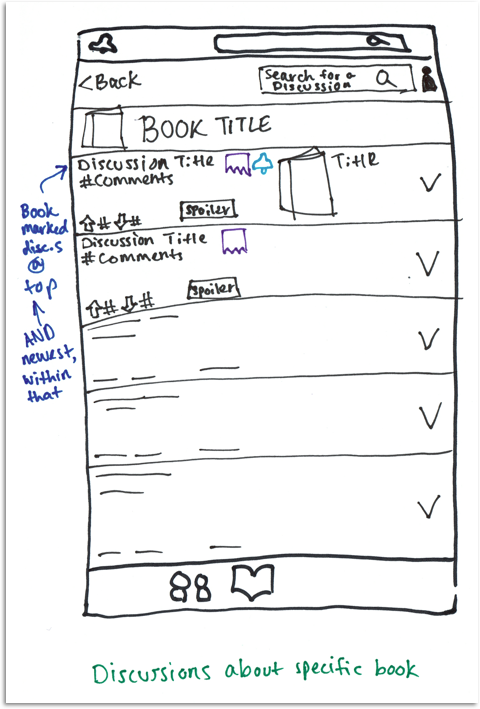 <Back
Search for a
Discussion
BOOK TITLE
Discussion Title
#Comments
Title
# #
spoiler
Discussion Title
#Comments
# #
spoiler
Book
marked
disc.s
@
top
AND
newest,
within
that
Discussions about specific book